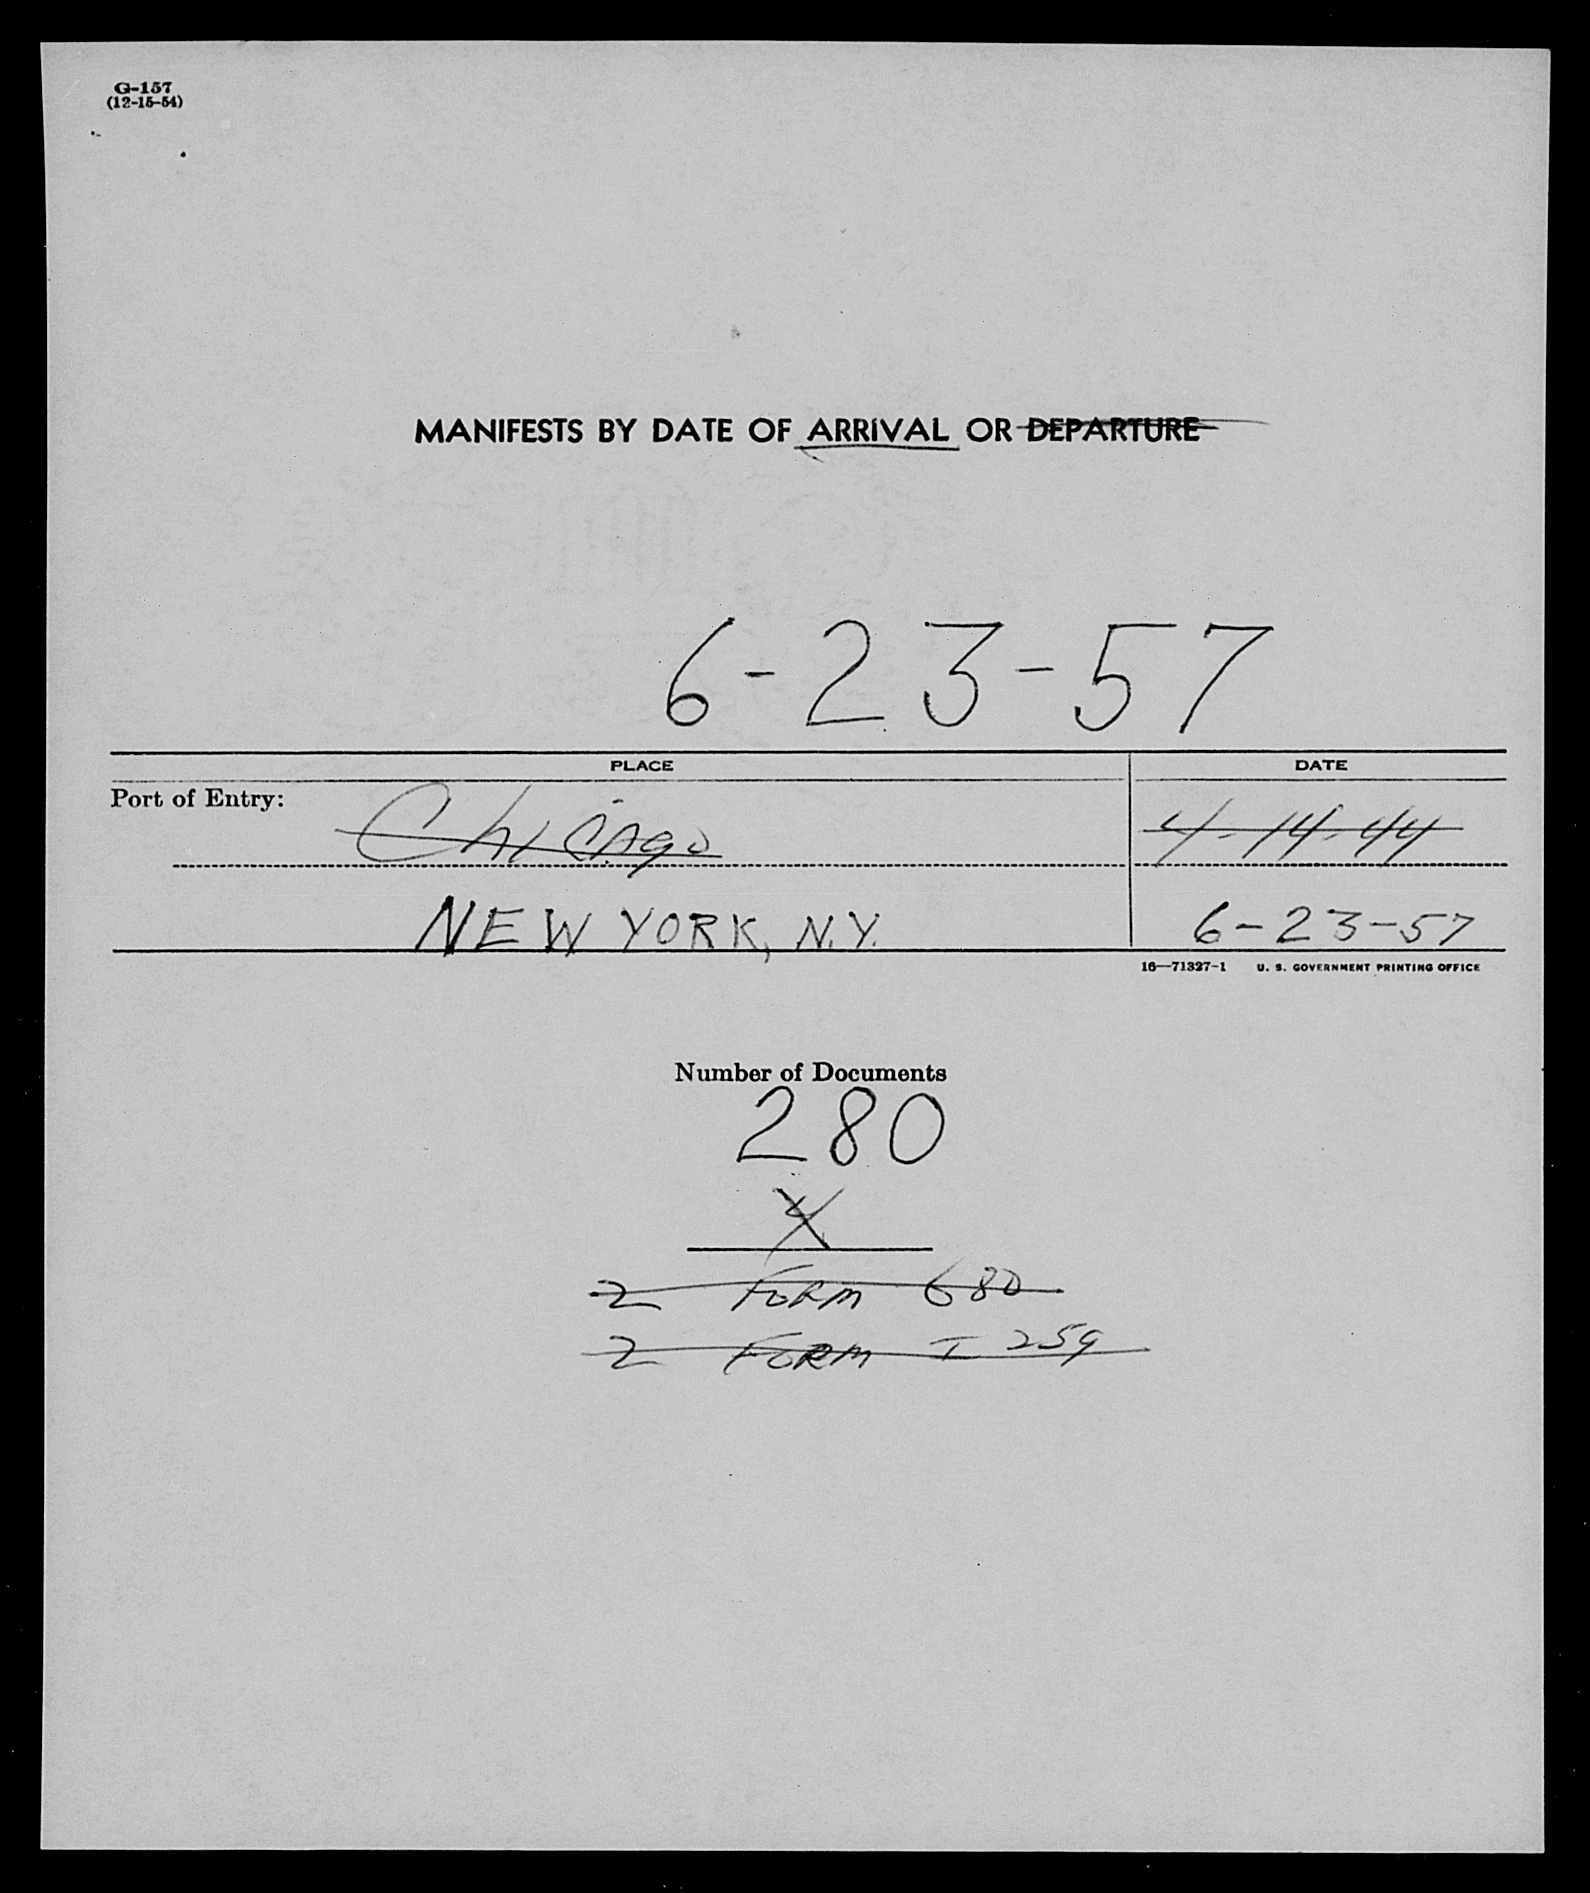 G-157
(12-15-54)
MANIFESTS BY DATE OF ARRIVAL OR DEPARTURE
6-23-57
PLACE DATE
Port of Entry: Chicago 4-14-44
NEW YORK, N.Y. 6-23-57
16—71327-1 U. S. GOVERNMENT PRINTING OFFICE
Number of Documents
280
4
2 FORM 680
2 FORM I 259